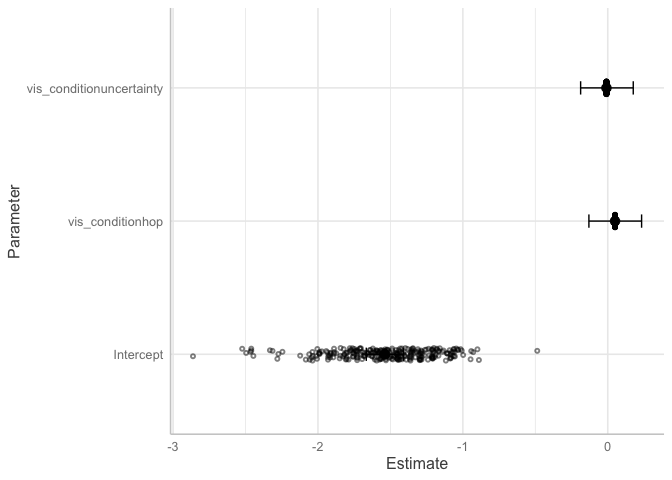 vis_conditionuncertainty
vis_conditionhop
Intercept
Parameter
-3 -2 -1 0
Estimate